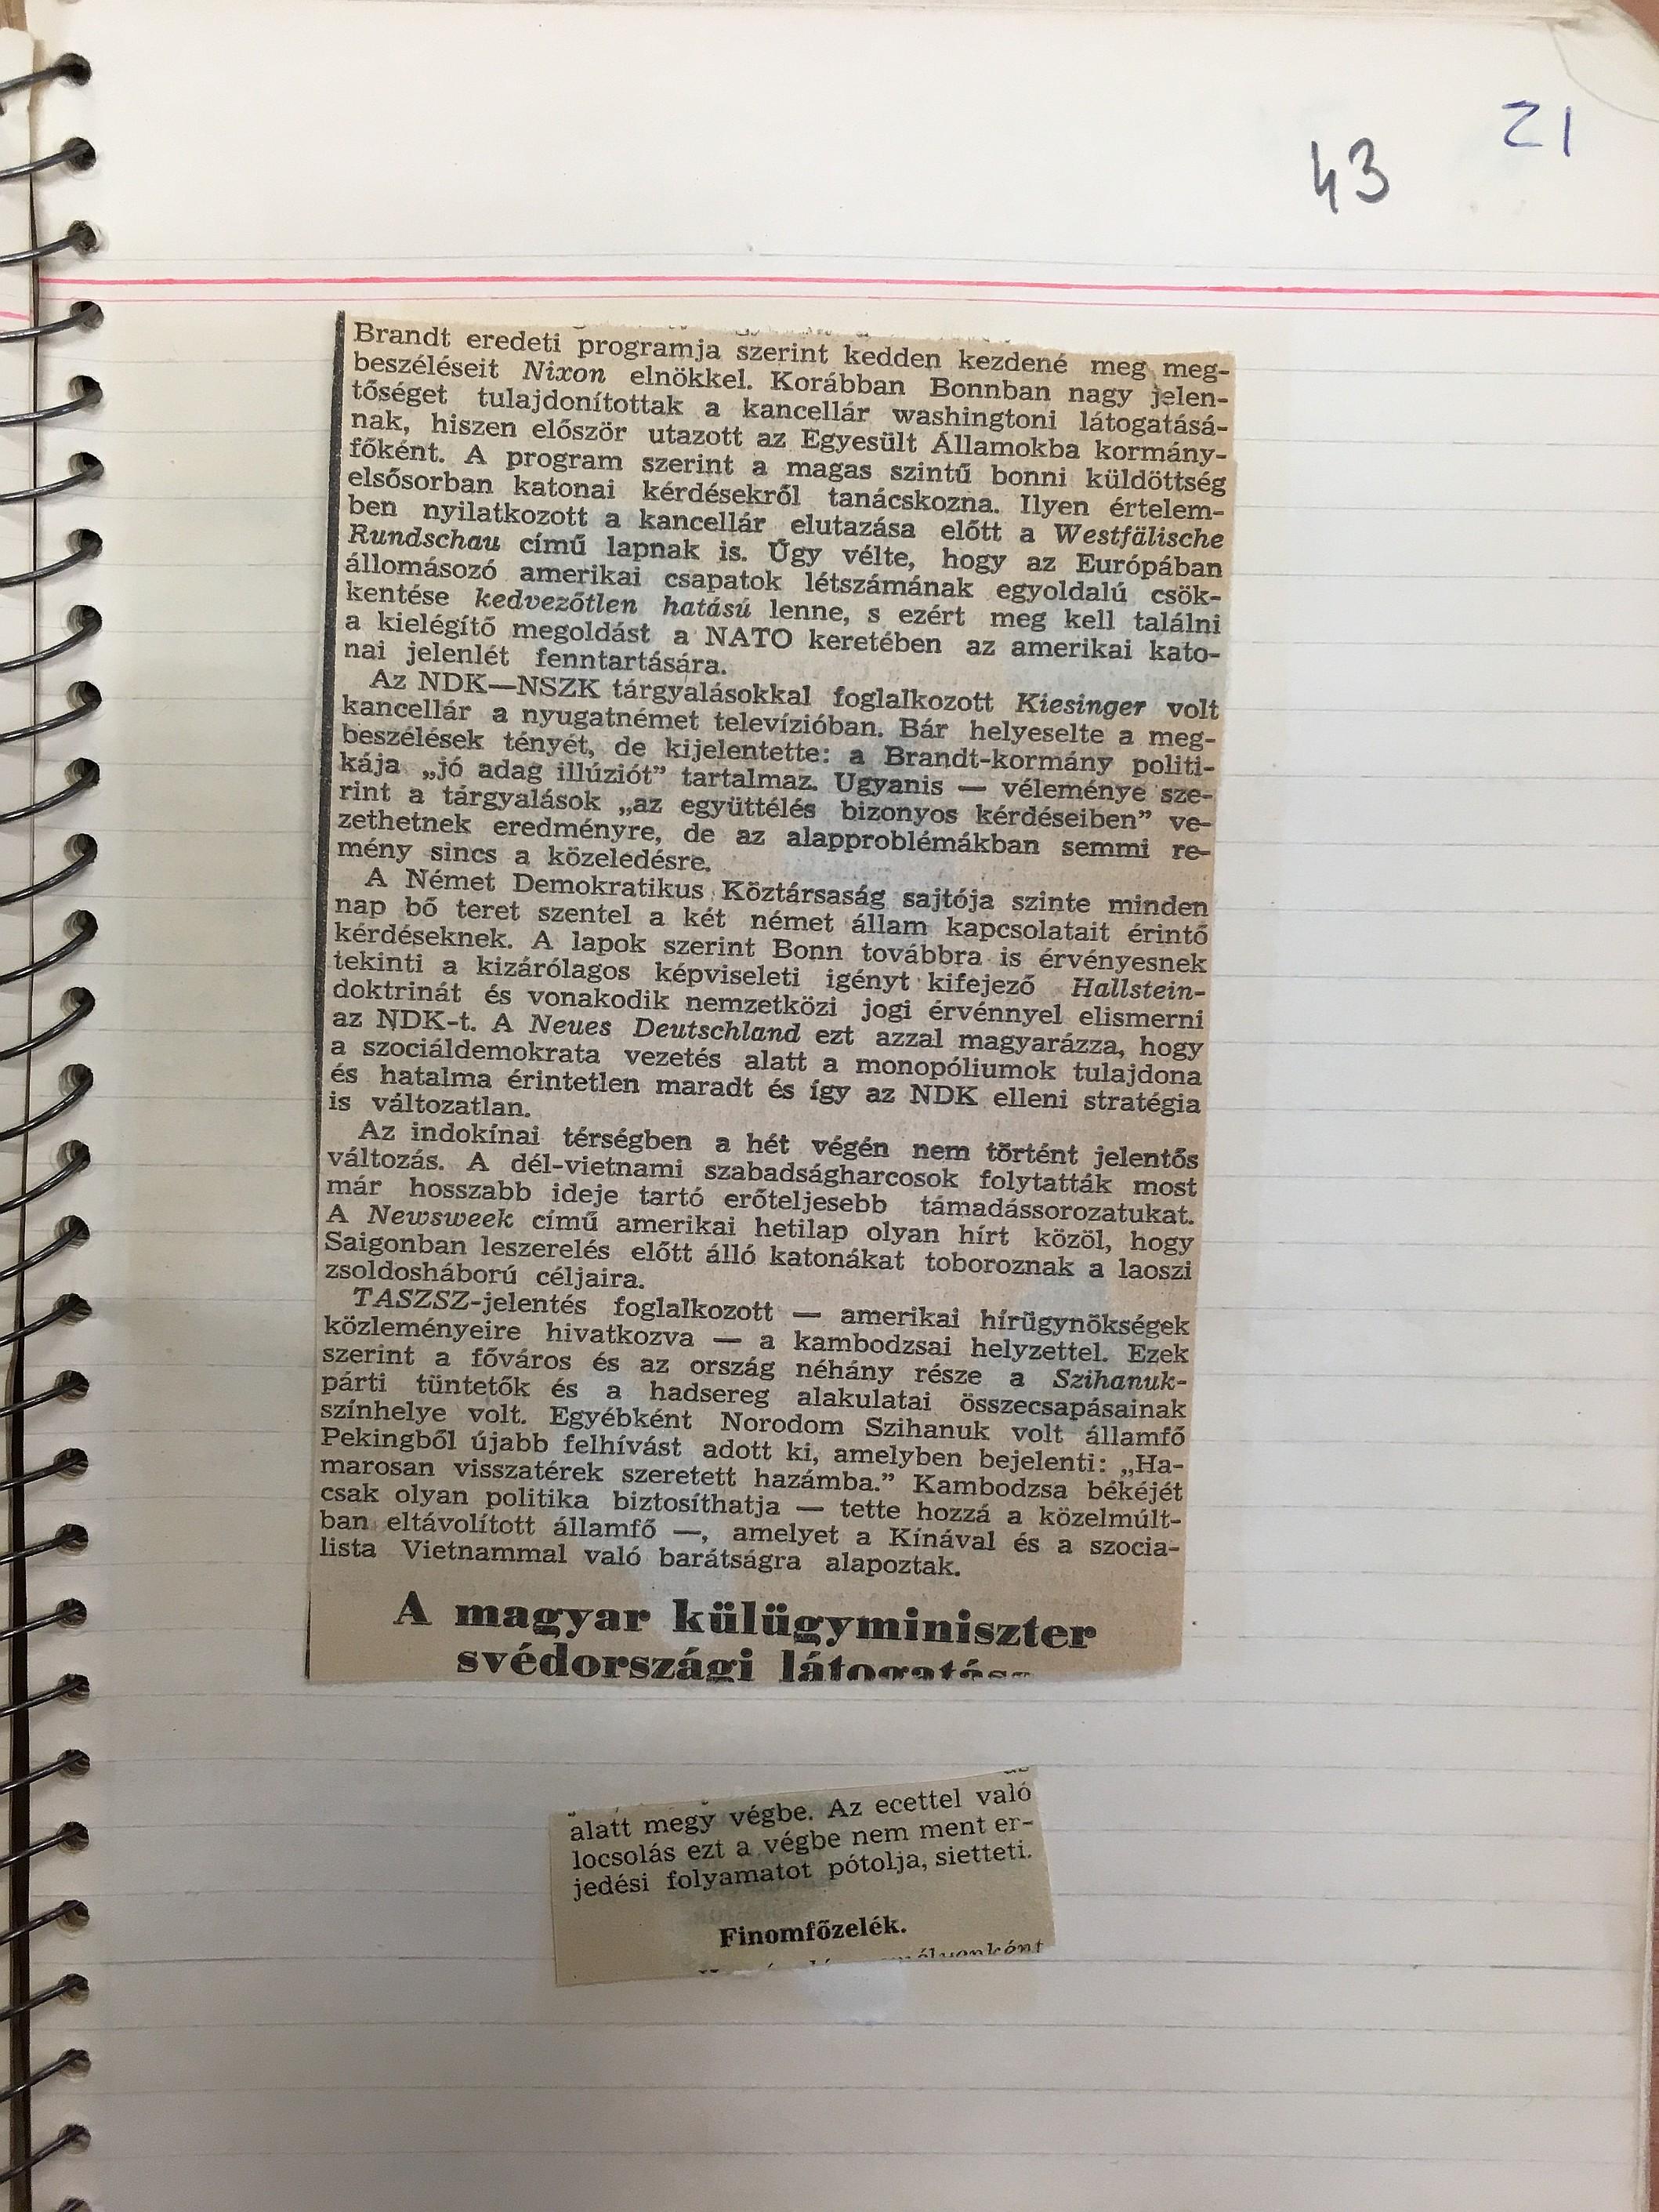 21
43
Brandt eredeti programja szerint kedden kezdené meg meg-
beszéléseit Nixon elnökkel. Korábban Bonnban nagy jelen-
tőséget tulajdonítottak a kancellár washingtoni látogatásá-
nak, hiszen először utazott az Egyesült Államokba kormány-
főként. A program szerint a magas szintű bonni küldöttség
elsősorban katonai kérdésekről tanácskozna. Ilyen értelem-
ben nyilatkozott a kancellár elutazása előtt a Westfälische
Rundschau című lapnak is. Úgy vélte, hogy az Európában
állomásozó amerikai csapatok létszámának egyoldalú csök-
kentése kedvezőtlen hatású lenne, s ezért meg kell találni
a kielégítő megoldást a NATO keretében az amerikai kato-
nai jelenlét fenntartására.
Az NDK—NSZK tárgyalásokkal foglalkozott Kiesinger volt
kancellár a nyugatnémet televízióban. Bár helyeselte a meg-
beszélések tényét, de kijelentette: a Brandt-kormány politi-
kája „jó adag illúziót” tartalmaz. Ugyanis — véleménye sze-
rint a tárgyalások „az együttélés bizonyos kérdéseiben” ve-
zethetnek eredményre, de az alapproblémákban semmi re-
mény sincs a közeledésre.
A Német Demokratikus Köztársaság sajtója szinte minden
nap bő teret szentel a két német állam kapcsolatait érintő
kérdéseknek. A lapok szerint Bonn továbbra is érvényesnek
tekinti a kizárólagos képviseleti igényt kifejező Hallstein-
doktrinát és vonakodik nemzetközi jogi érvénnyel elismerni
az NDK-t. A Neues Deutschland ezt azzal magyarázza, hogy
a szociáldemokrata vezetés alatt a monopóliumok tulajdona
és hatalma érintetlen maradt és így az NDK elleni stratégia
is változatlan.
Az indokínai térségben a hét végén nem történt jelentős
változás. A dél-vietnami szabadságharcosok folytatták most
már hosszabb ideje tartó erőteljesebb támadássorozatukat.
A Newsweek című amerikai hetilap olyan hírt közöl, hogy
Saigonban leszerelés előtt álló katonákat toboroznak a laoszi
zsoldosháború céljaira.
TASZSZ-jelentés foglalkozott — amerikai hírügynökségek
közleményeire hivatkozva — a kambodzsai helyzettel. Ezek
szerint a főváros és az ország néhány része a Szihanuk-
párti tüntetők és a hadsereg alakulatai összecsapásainak
színhelye volt. Egyébként Norodom Szihanuk volt államfő
Pekingből újabb felhívást adott ki, amelyben bejelenti: „Ha-
marosan visszatérek szeretett hazámba.” Kambodzsa békéjét
csak olyan politika biztosíthatja — tette hozzá a közelmúlt-
ban eltávolított államfő —, amelyet a Kínával és a szocia-
lista Vietnammal való barátságra alapoztak.
A magyar külügyminiszter
svédországi látogatása
alatt megy végbe. Az ecettel való
locsolás ezt a végbe nem ment er-
jedési folyamatot pótolja, sietteti.
Finomfőzelék.